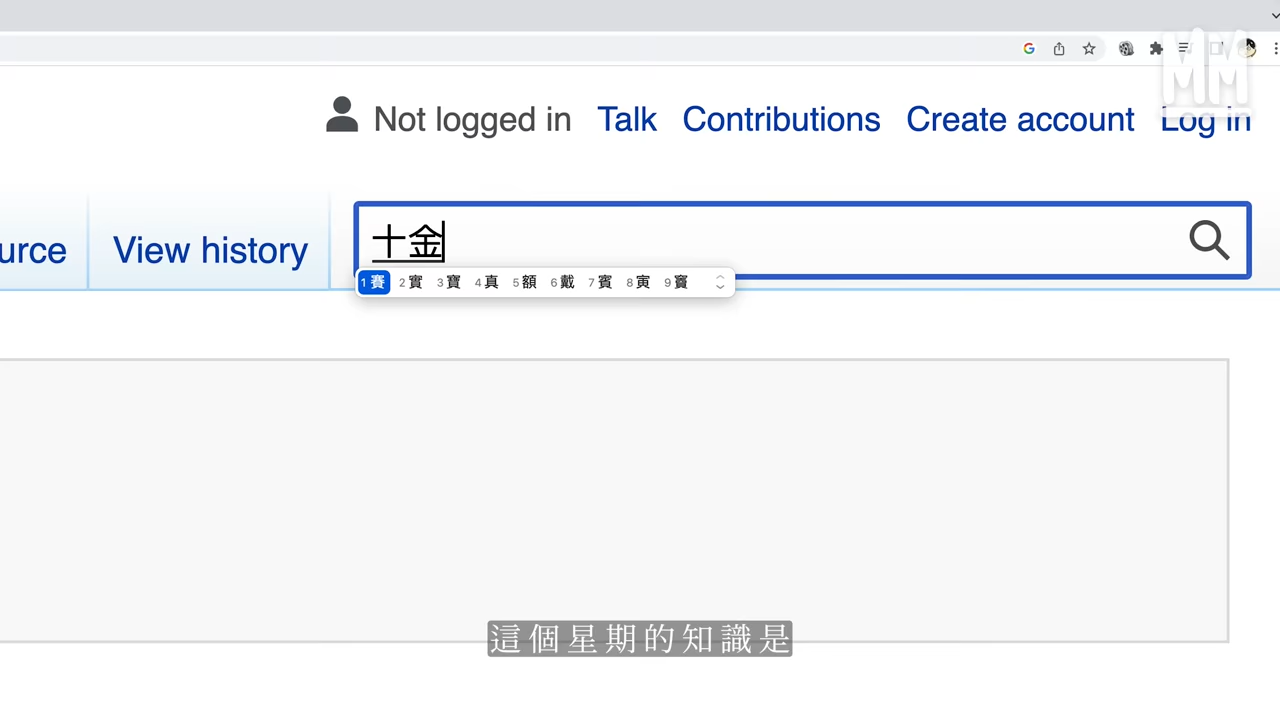 MM
Not logged in Talk Contributions Create account Log in
urce View history 十金
1 賽 2 實 3 寶 4 真 5 額 6 戴 7 賓 8 寅 9 竇
這個星期的知識是